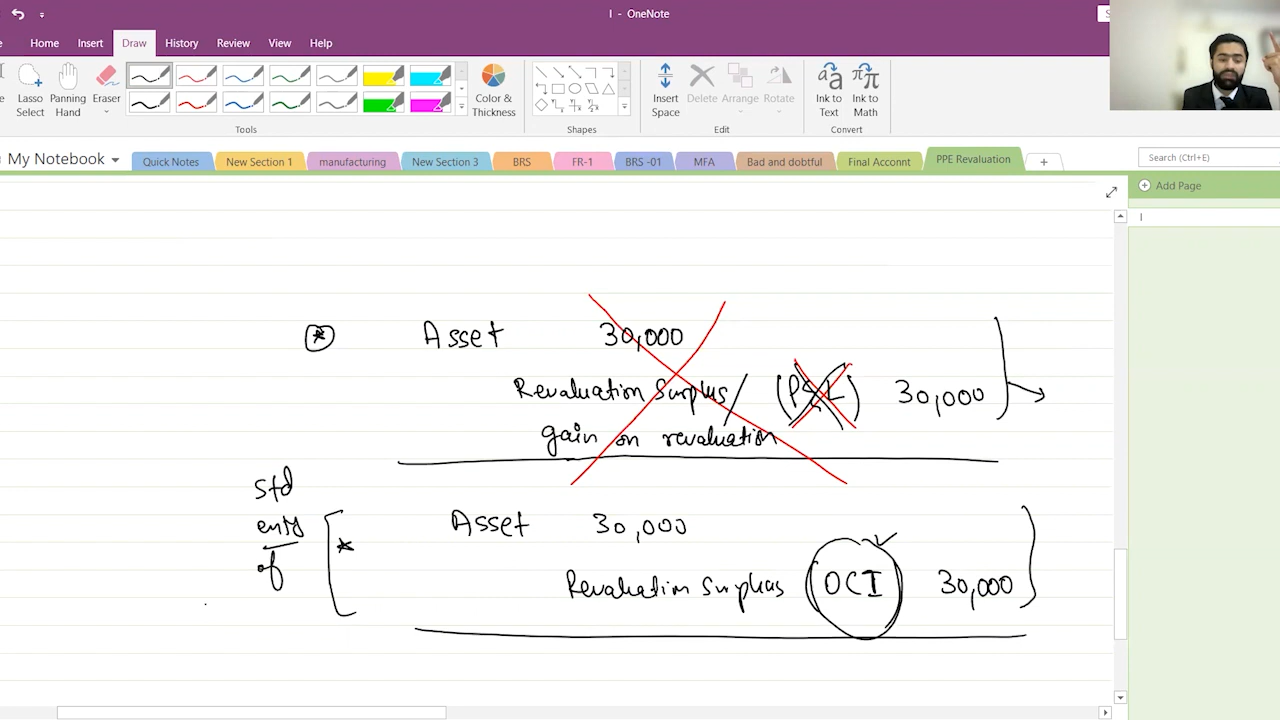 I - OneNote
Home Insert Draw History Review View Help
Lasso Select
Panning Hand
Eraser
Color & Thickness
Insert Space
Delete Arrange Rotate
Ink to Text
Ink to Math
Tools Shapes Edit Convert
My Notebook Quick Notes New Section 1 manufacturing New Section 3 BRS FR-1 BRS -01 MFA Bad and dobtful Final Acconnt PPE Revaluation + Search (Ctrl+E)
Add Page
I
* Asset 30,000
Revaluation Surplus / (P&L) 30,000
gain on revaluation
Std
of
* Asset 30,000
Revaluation Surplus OCI 30,000